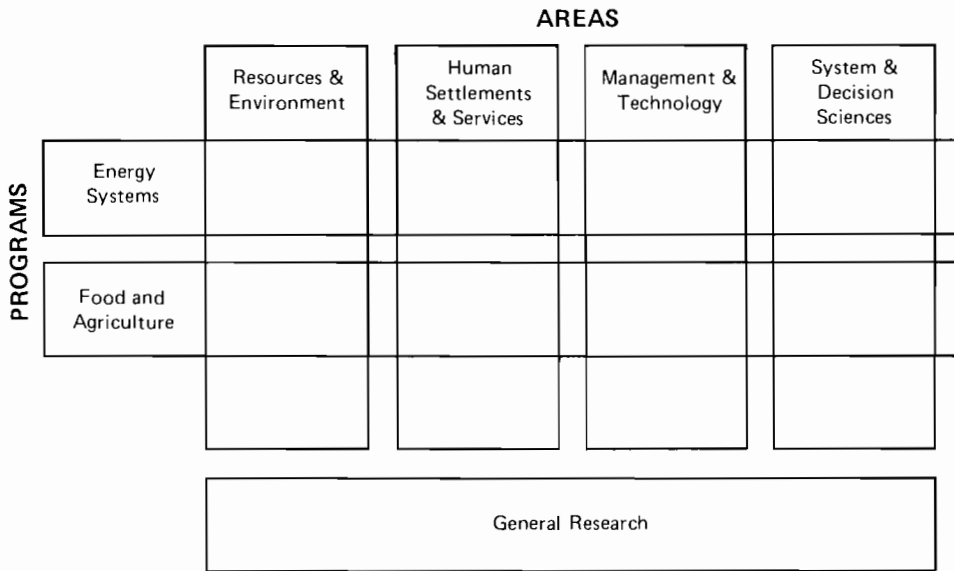 AREAS
Resources &
Environment
Human
Settlements
& Services
Management &
Technology
System &
Decision
Sciences
PROGRAMS
Energy
Systems
Food and
Agriculture
General Research